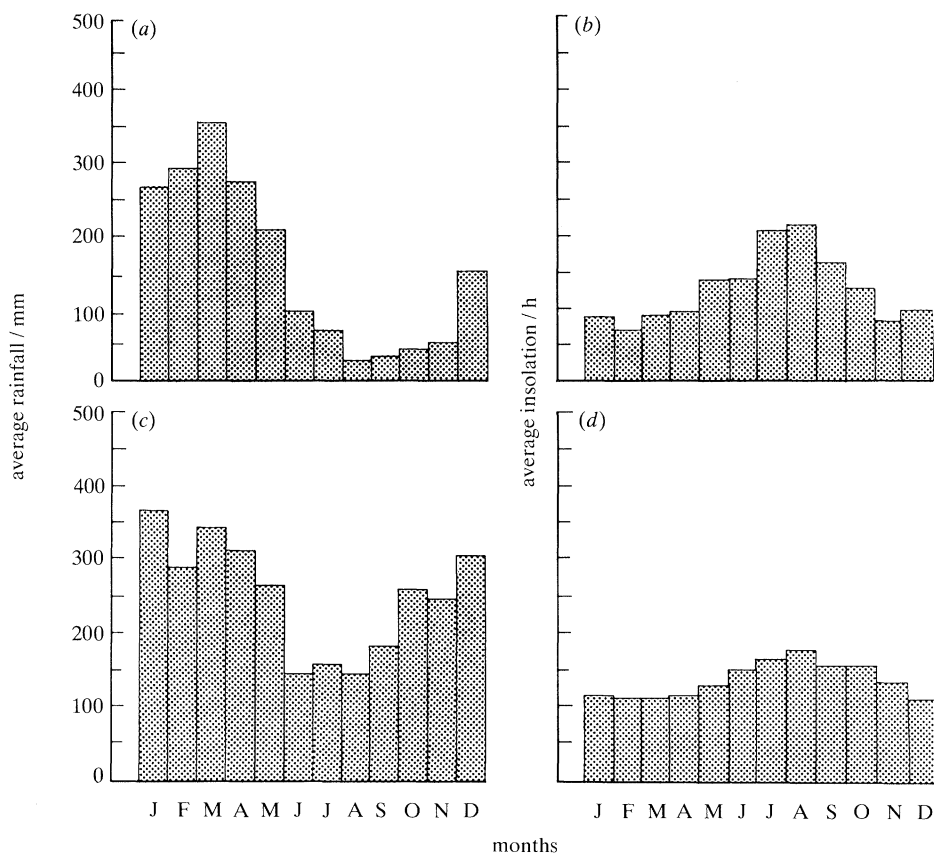 (a)
500
400
300
200
100
0
(b)
average rainfall / mm
average insolation / h
(c)
500
400
300
200
100
0
(d)
J F M A M J J A S O N D
J F M A M J J A S O N D
months